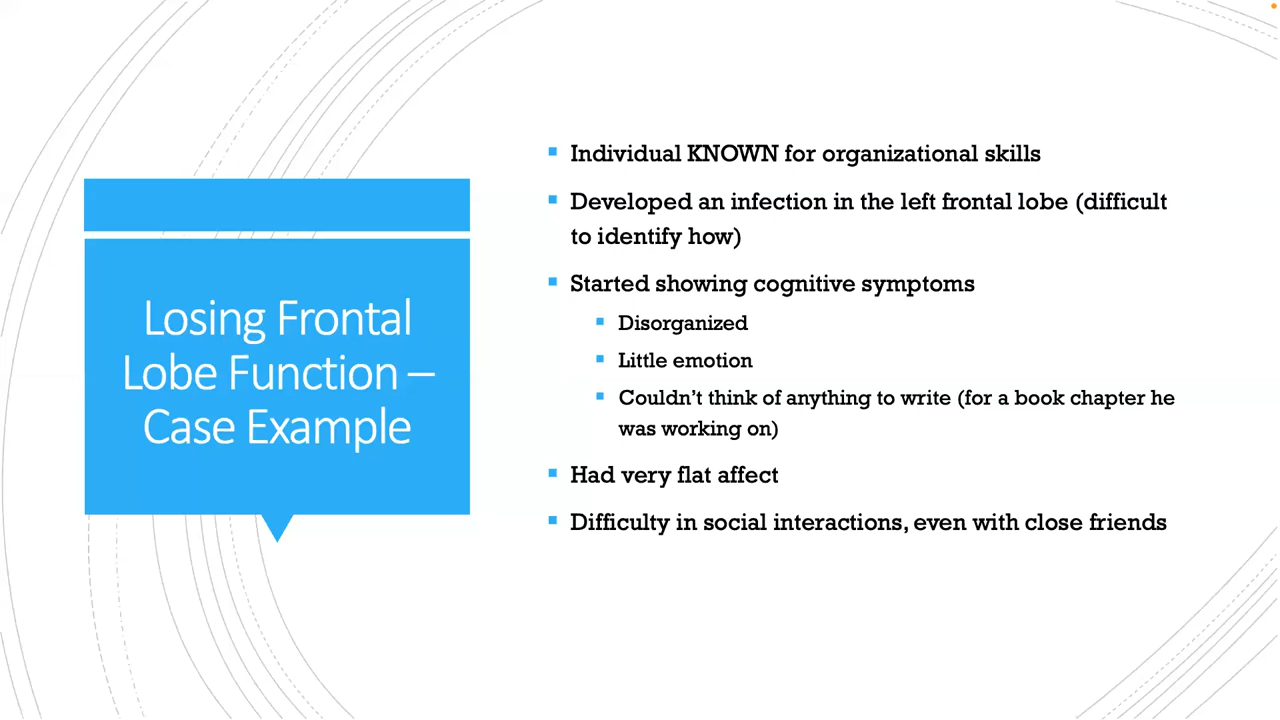 Losing Frontal
Lobe Function –
Case Example
Individual KNOWN for organizational skills
Developed an infection in the left frontal lobe (difficult
to identify how)
Started showing cognitive symptoms
Disorganized
Little emotion
Couldn’t think of anything to write (for a book chapter he
was working on)
Had very flat affect
Difficulty in social interactions, even with close friends